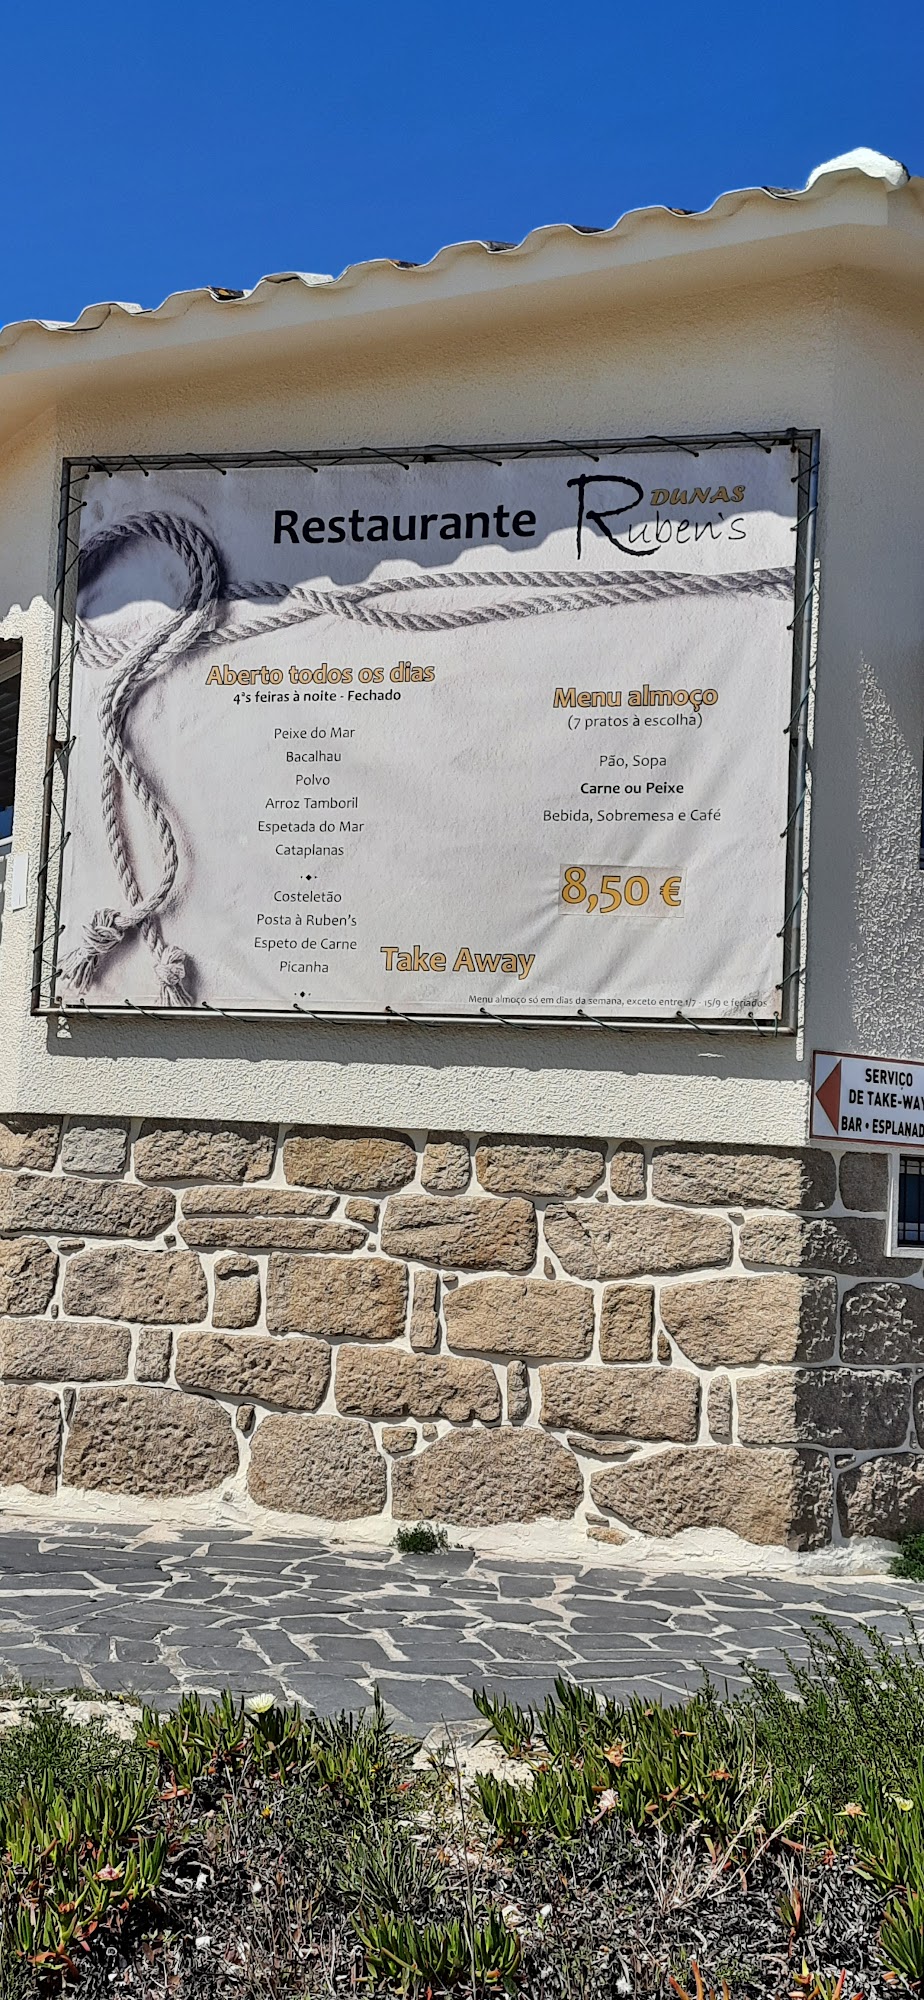 Restaurante
DUNAS
Ruben's
Aberto todos os dias
4ªs feiras à noite - Fechado
Peixe do Mar
Bacalhau
Polvo
Arroz Tamboril
Espetada do Mar
Cataplanas
Costeletão
Posta à Ruben's
Espeto de Carne
Picanha
Menu almoço
(7 pratos à escolha)
Pão, Sopa
Carne ou Peixe
Bebida, Sobremesa e Café
8,50 €
Take Away
Menu almoço só em dias da semana, exceto entre 1/7 - 15/9 e feriados
SERVIÇO
DE TAKE-WAY
BAR • ESPLANAD